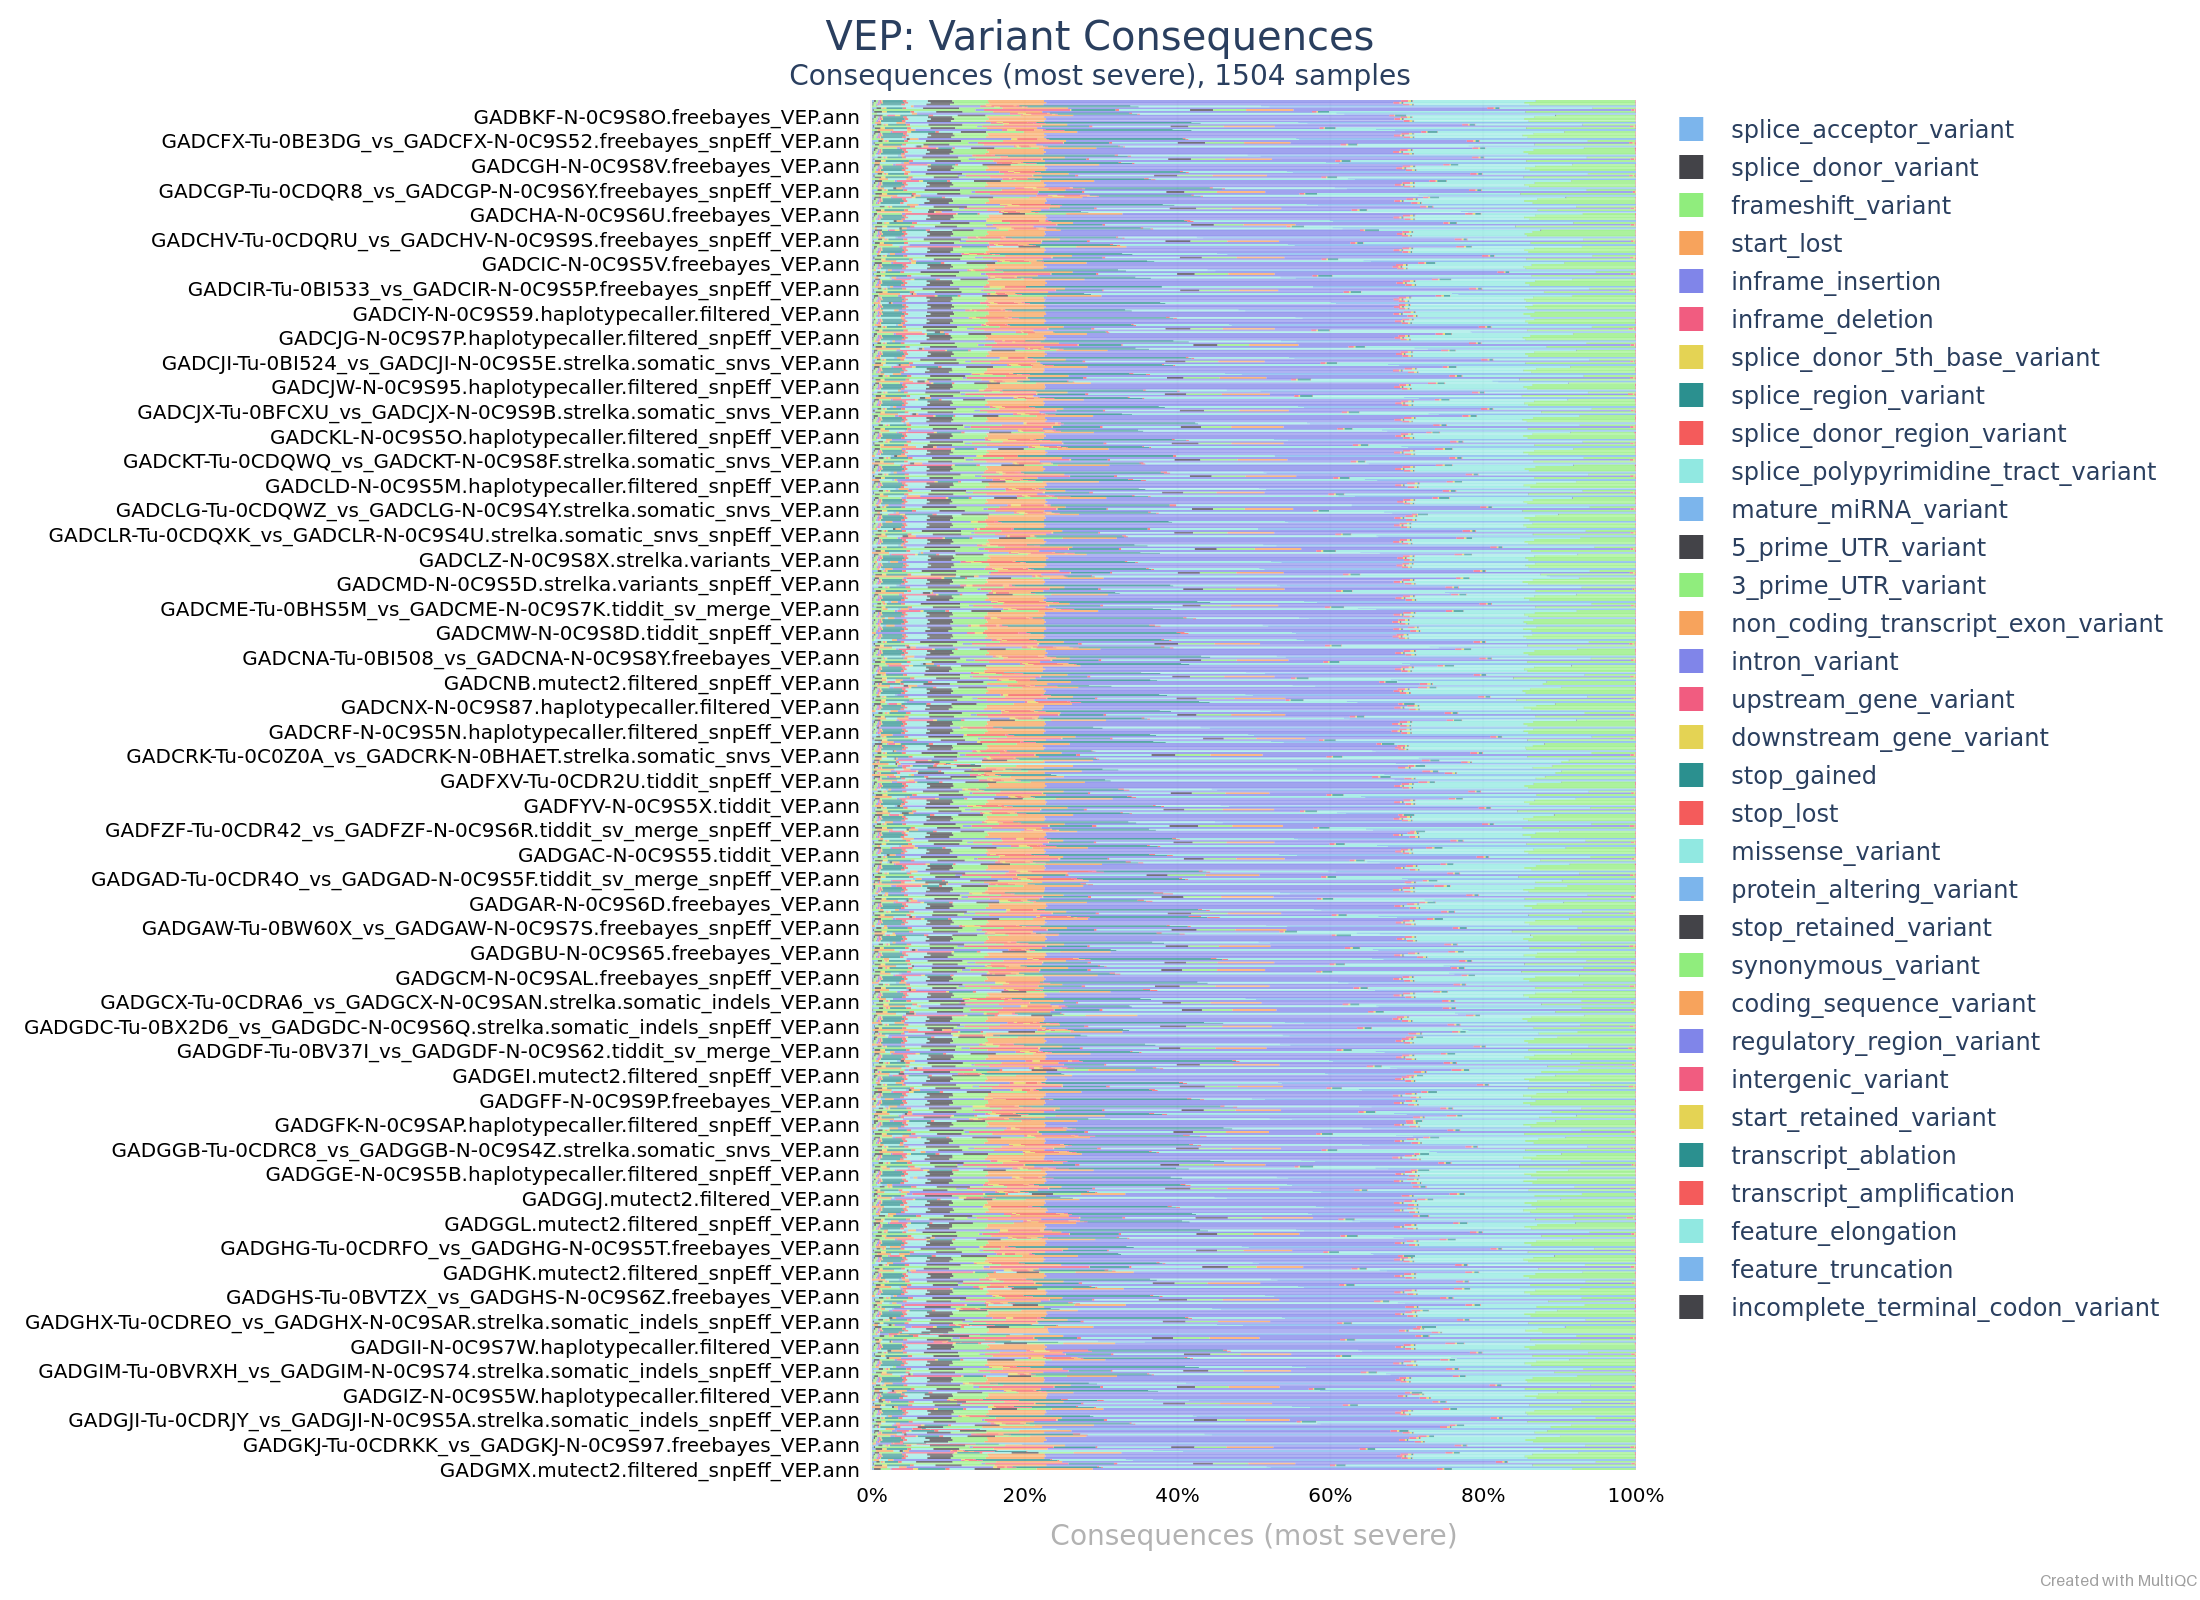 VEP: Variant Consequences
Consequences (most severe), 1504 samples
GADBKF-N-0C9S8O.freebayes_VEP.ann
GADCFX-Tu-0BE3DG_vs_GADCFX-N-0C9S52.freebayes_snpEff_VEP.ann
GADCGH-N-0C9S8V.freebayes_VEP.ann
GADCGP-Tu-0CDQR8_vs_GADCGP-N-0C9S6Y.freebayes_snpEff_VEP.ann
GADCHA-N-0C9S6U.freebayes_VEP.ann
GADCHV-Tu-0CDQRU_vs_GADCHV-N-0C9S9S.freebayes_snpEff_VEP.ann
GADCIC-N-0C9S5V.freebayes_VEP.ann
GADCIR-Tu-0BI533_vs_GADCIR-N-0C9S5P.freebayes_snpEff_VEP.ann
GADCIY-N-0C9S59.haplotypecaller.filtered_VEP.ann
GADCJG-N-0C9S7P.haplotypecaller.filtered_snpEff_VEP.ann
GADCJI-Tu-0BI524_vs_GADCJI-N-0C9S5E.strelka.somatic_snvs_VEP.ann
GADCJW-N-0C9S95.haplotypecaller.filtered_snpEff_VEP.ann
GADCJX-Tu-0BFCXU_vs_GADCJX-N-0C9S9B.strelka.somatic_snvs_VEP.ann
GADCKL-N-0C9S5O.haplotypecaller.filtered_snpEff_VEP.ann
GADCKT-Tu-0CDQWQ_vs_GADCKT-N-0C9S8F.strelka.somatic_snvs_VEP.ann
GADCLD-N-0C9S5M.haplotypecaller.filtered_snpEff_VEP.ann
GADCLG-Tu-0CDQWZ_vs_GADCLG-N-0C9S4Y.strelka.somatic_snvs_VEP.ann
GADCLR-Tu-0CDQXK_vs_GADCLR-N-0C9S4U.strelka.somatic_snvs_snpEff_VEP.ann
GADCLZ-N-0C9S8X.strelka.variants_VEP.ann
GADCMD-N-0C9S5D.strelka.variants_snpEff_VEP.ann
GADCME-Tu-0BHS5M_vs_GADCME-N-0C9S7K.tiddit_sv_merge_VEP.ann
GADCMW-N-0C9S8D.tiddit_snpEff_VEP.ann
GADCNA-Tu-0BI508_vs_GADCNA-N-0C9S8Y.freebayes_VEP.ann
GADCNB.mutect2.filtered_snpEff_VEP.ann
GADCNX-N-0C9S87.haplotypecaller.filtered_VEP.ann
GADCRF-N-0C9S5N.haplotypecaller.filtered_snpEff_VEP.ann
GADCRK-Tu-0C0Z0A_vs_GADCRK-N-0BHAET.strelka.somatic_snvs_VEP.ann
GADFXV-Tu-0CDR2U.tiddit_snpEff_VEP.ann
GADFYV-N-0C9S5X.tiddit_VEP.ann
GADFZF-Tu-0CDR42_vs_GADFZF-N-0C9S6R.tiddit_sv_merge_snpEff_VEP.ann
GADGAC-N-0C9S55.tiddit_VEP.ann
GADGAD-Tu-0CDR4O_vs_GADGAD-N-0C9S5F.tiddit_sv_merge_snpEff_VEP.ann
GADGAR-N-0C9S6D.freebayes_VEP.ann
GADGAW-Tu-0BW60X_vs_GADGAW-N-0C9S7S.freebayes_snpEff_VEP.ann
GADGBU-N-0C9S65.freebayes_VEP.ann
GADGCM-N-0C9SAL.freebayes_snpEff_VEP.ann
GADGCX-Tu-0CDRA6_vs_GADGCX-N-0C9SAN.strelka.somatic_indels_VEP.ann
GADGDC-Tu-0BX2D6_vs_GADGDC-N-0C9S6Q.strelka.somatic_indels_snpEff_VEP.ann
GADGDF-Tu-0BV37I_vs_GADGDF-N-0C9S62.tiddit_sv_merge_VEP.ann
GADGEI.mutect2.filtered_snpEff_VEP.ann
GADGFF-N-0C9S9P.freebayes_VEP.ann
GADGFK-N-0C9SAP.haplotypecaller.filtered_snpEff_VEP.ann
GADGGB-Tu-0CDRC8_vs_GADGGB-N-0C9S4Z.strelka.somatic_snvs_VEP.ann
GADGGE-N-0C9S5B.haplotypecaller.filtered_snpEff_VEP.ann
GADGGJ.mutect2.filtered_VEP.ann
GADGGL.mutect2.filtered_snpEff_VEP.ann
GADGHG-Tu-0CDRFO_vs_GADGHG-N-0C9S5T.freebayes_VEP.ann
GADGHK.mutect2.filtered_snpEff_VEP.ann
GADGHS-Tu-0BVTZX_vs_GADGHS-N-0C9S6Z.freebayes_VEP.ann
GADGHX-Tu-0CDREO_vs_GADGHX-N-0C9SAR.strelka.somatic_indels_snpEff_VEP.ann
GADGII-N-0C9S7W.haplotypecaller.filtered_VEP.ann
GADGIM-Tu-0BVRXH_vs_GADGIM-N-0C9S74.strelka.somatic_indels_snpEff_VEP.ann
GADGIZ-N-0C9S5W.haplotypecaller.filtered_VEP.ann
GADGJI-Tu-0CDRJY_vs_GADGJI-N-0C9S5A.strelka.somatic_indels_snpEff_VEP.ann
GADGKJ-Tu-0CDRKK_vs_GADGKJ-N-0C9S97.freebayes_VEP.ann
GADGMX.mutect2.filtered_snpEff_VEP.ann
0% 20% 40% 60% 80% 100%
Consequences (most severe)
splice_acceptor_variant
splice_donor_variant
frameshift_variant
start_lost
inframe_insertion
inframe_deletion
splice_donor_5th_base_variant
splice_region_variant
splice_donor_region_variant
splice_polypyrimidine_tract_variant
mature_miRNA_variant
5_prime_UTR_variant
3_prime_UTR_variant
non_coding_transcript_exon_variant
intron_variant
upstream_gene_variant
downstream_gene_variant
stop_gained
stop_lost
missense_variant
protein_altering_variant
stop_retained_variant
synonymous_variant
coding_sequence_variant
regulatory_region_variant
intergenic_variant
start_retained_variant
transcript_ablation
transcript_amplification
feature_elongation
feature_truncation
incomplete_terminal_codon_variant
Created with MultiQC